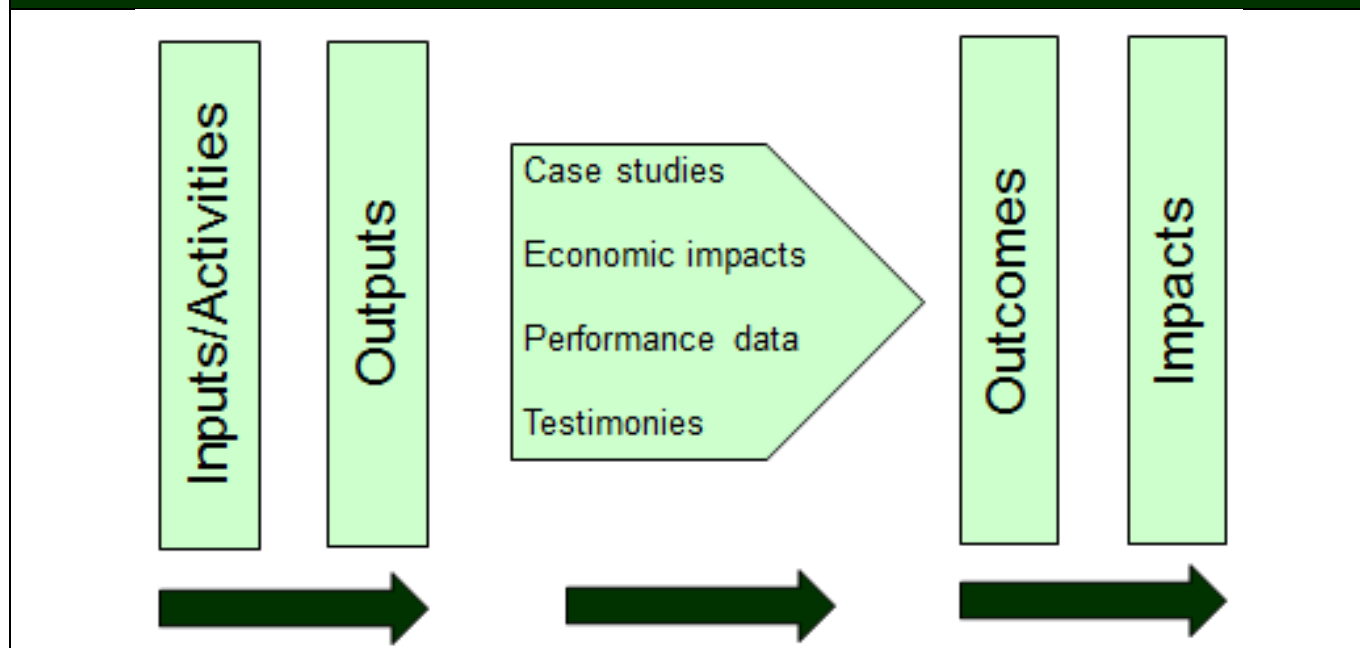 Inputs/Activities
Outputs
Case studies
Economic impacts
Performance data
Testimonies
Outcomes
Impacts